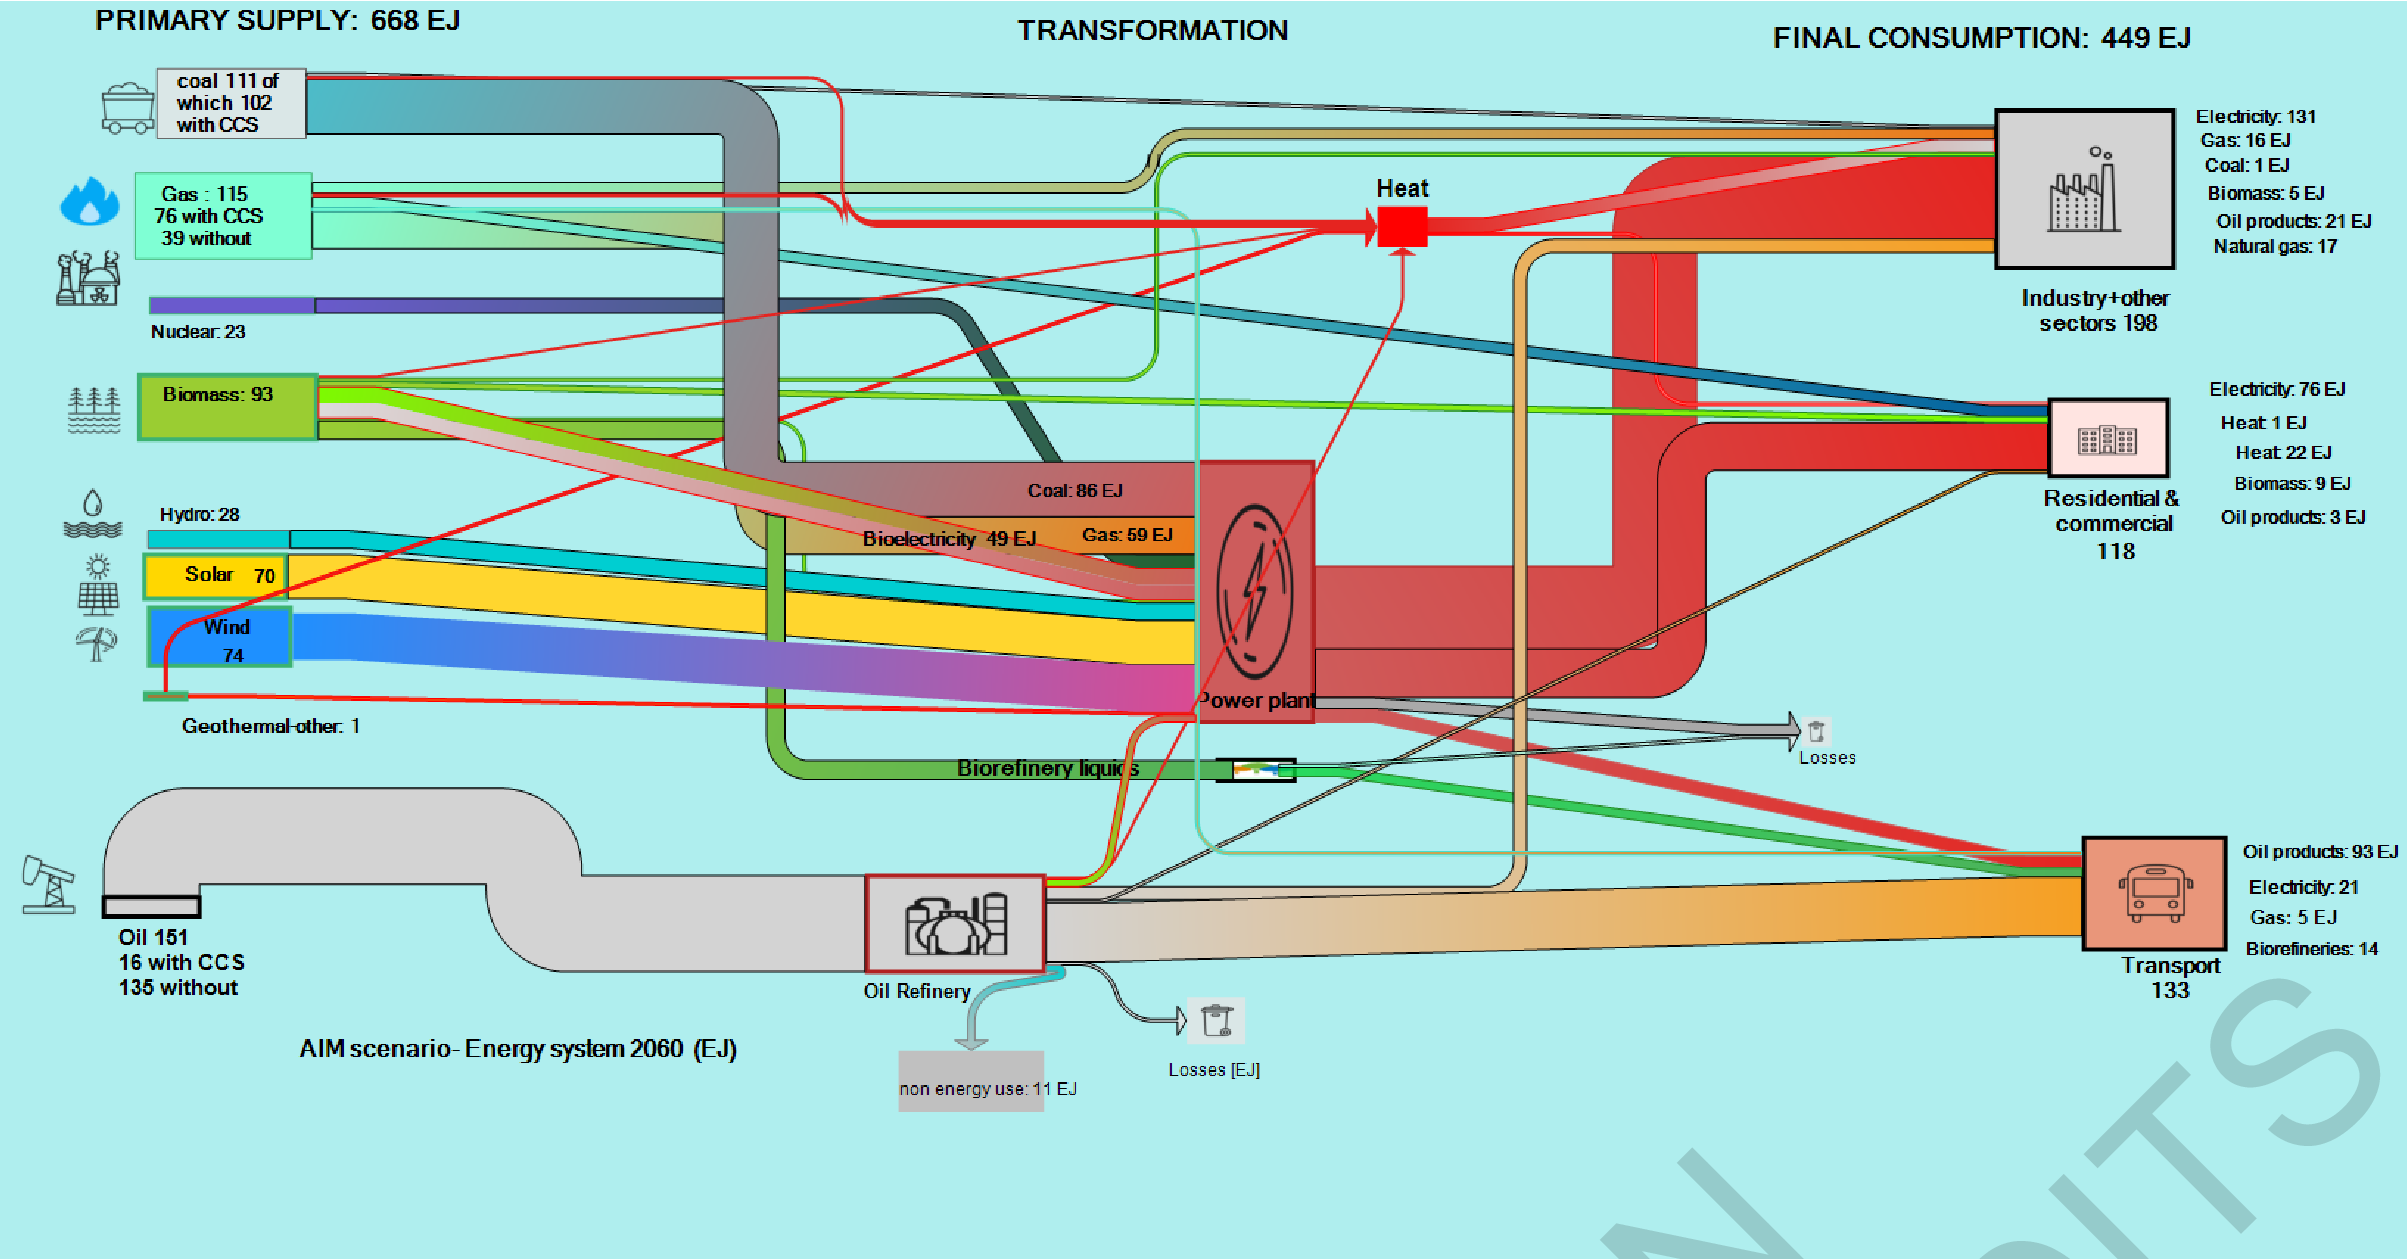 PRIMARY SUPPLY: 668 EJ
TRANSFORMATION
FINAL CONSUMPTION: 449 EJ
coal 111 of
which 102
with CCS
Gas : 115
76 with CCS
39 without
Nuclear: 23
Biomass: 93
Hydro: 28
Solar 70
Wind
74
Geothermal-other: 1
Oil 151
16 with CCS
135 without
AIM scenario- Energy system 2060 (EJ)
Heat
Coal: 86 EJ
Gas: 59 EJ
Bioelectricity 49 EJ
Power plant
Biorefinery liquids
Losses
Oil Refinery
non energy use: 11 EJ
Losses [EJ]
Electricity: 131
Gas: 16 EJ
Coal: 1 EJ
Biomass: 5 EJ
Oil products: 21 EJ
Natural gas: 17
Industry+other
sectors 198
Electricity: 76 EJ
Heat: 1 EJ
Heat: 22 EJ
Biomass: 9 EJ
Oil products: 3 EJ
Residential &
commercial
118
Oil products: 93 EJ
Electricity: 21
Gas: 5 EJ
Biorefineries: 14
Transport
133